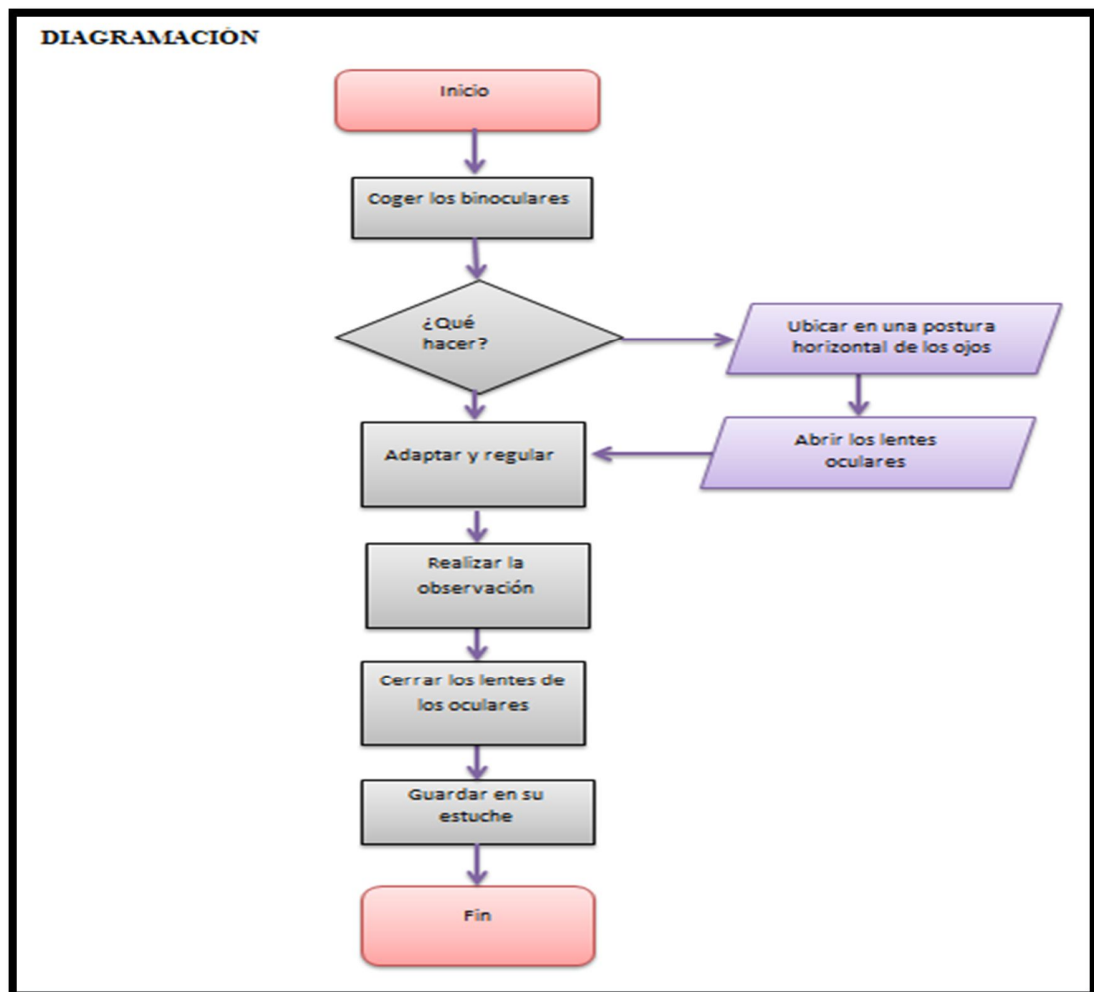 DIAGRAMACIÓN
Inicio
Coger los binoculares
¿Qué
hacer?
Ubicar en una postura
horizontal de los ojos
Abrir los lentes
oculares
Adaptar y regular
Realizar la
observación
Cerrar los lentes de
los oculares
Guardar en su
estuche
Fin